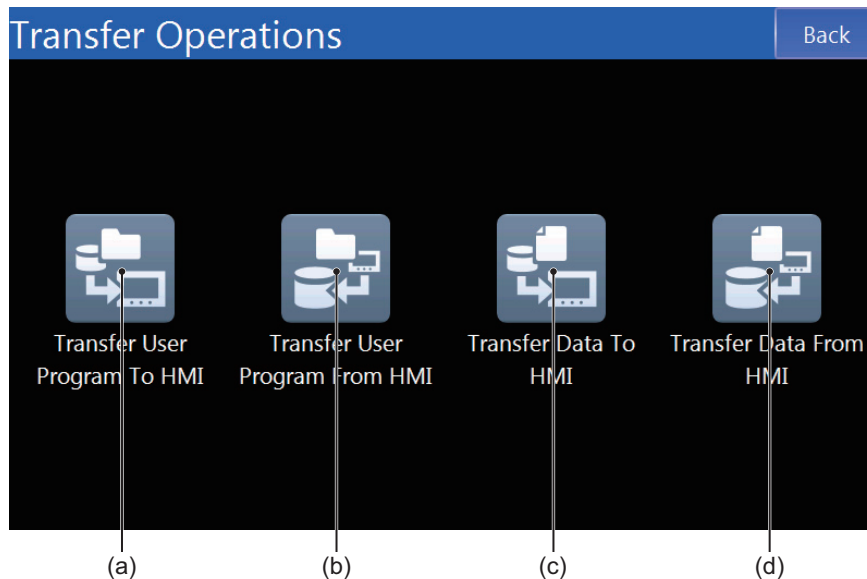 Transfer Operations
Back
Transfer User
Program To HMI
Transfer User
Program From HMI
Transfer Data To
HMI
Transfer Data From
HMI
(a)
(b)
(c)
(d)